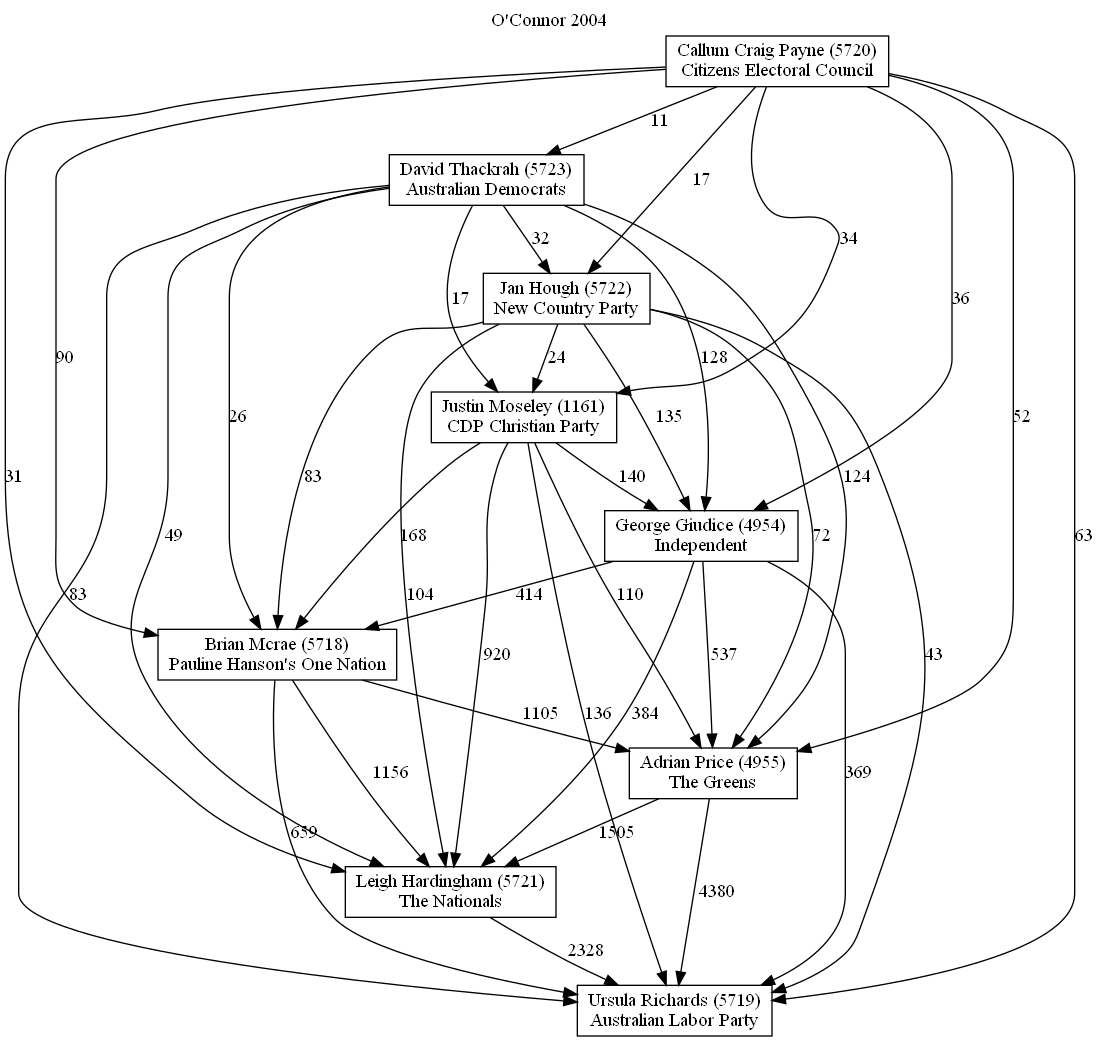 O'Connor 2004
Callum Craig Payne (5720)
Citizens Electoral Council
11
David Thackrah (5723)
Australian Democrats
17
32
34
Jan Hough (5722)
New Country Party
17
36
90
24
128
Justin Moseley (1161)
CDP Christian Party
26
135
52
31
83
140
124
George Giudice (4954)
Independent
49
168
72
63
83
104
414
110
Brian Mcrae (5718)
Pauline Hanson's One Nation
920
537
43
1105
136
384
Adrian Price (4955)
The Greens
1156
369
659
1505
Leigh Hardingham (5721)
The Nationals
4380
2328
Ursula Richards (5719)
Australian Labor Party